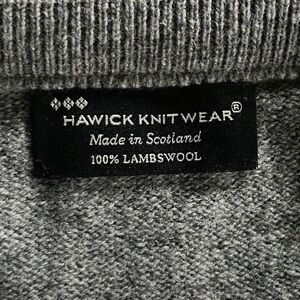 HAWICK KNITWEAR®
Made in Scotland
100% LAMBSWOOL